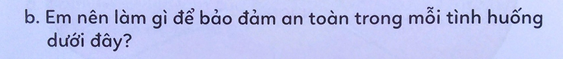 b. Em nên làm gì để bảo đảm an toàn trong mỗi tình huống
dưới đây?